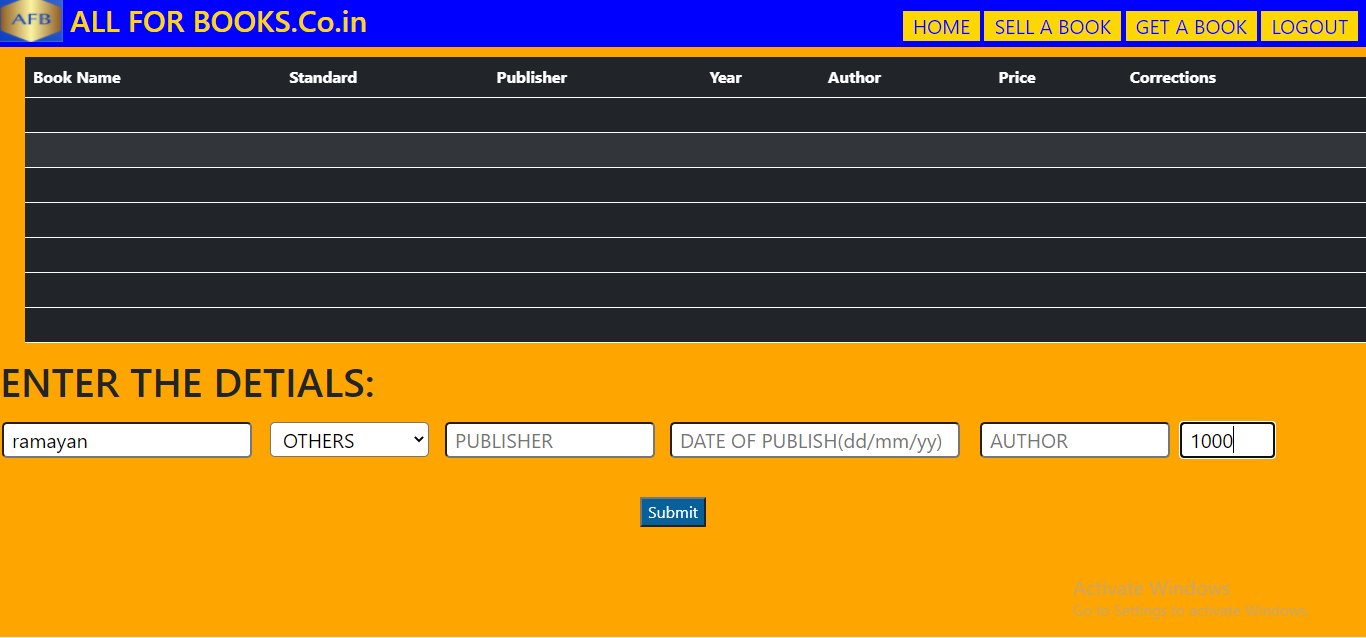 AFB ALL FOR BOOKS.Co.in HOME SELL A BOOK GET A BOOK LOGOUT
Book Name Standard Publisher Year Author Price Corrections
ENTER THE DETIALS:
ramayan OTHERS PUBLISHER DATE OF PUBLISH(dd/mm/yy) AUTHOR 1000
Submit
Activate Windows
Go to Settings to activate Windows.